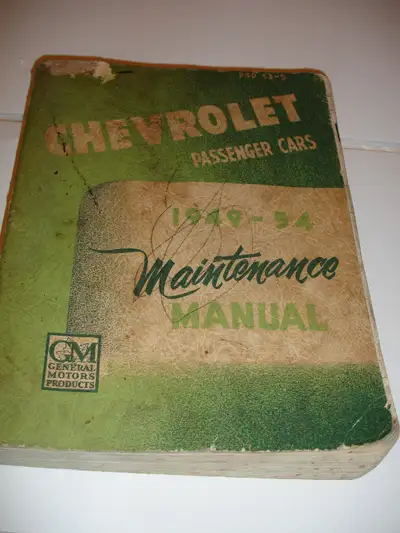 CHEVROLET
PASSENGER CARS
1949-54
Maintenance
MANUAL
GM
GENERAL
MOTORS
PRODUCTS